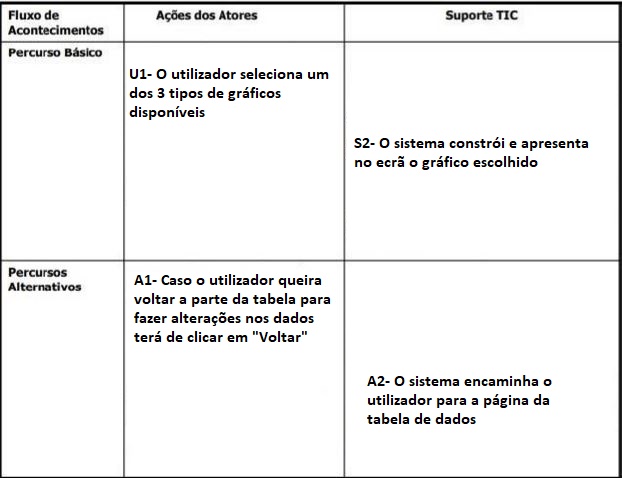 Fluxo de
Acontecimentos
Ações dos Atores
Suporte TIC
Percurso Básico
U1- O utilizador seleciona um
dos 3 tipos de gráficos
disponíveis
S2- O sistema constrói e apresenta
no ecrã o gráfico escolhido
Percursos
Alternativos
A1- Caso o utilizador queira
voltar a parte da tabela para
fazer alterações nos dados
terá de clicar em "Voltar"
A2- O sistema encaminha o
utilizador para a página da
tabela de dados